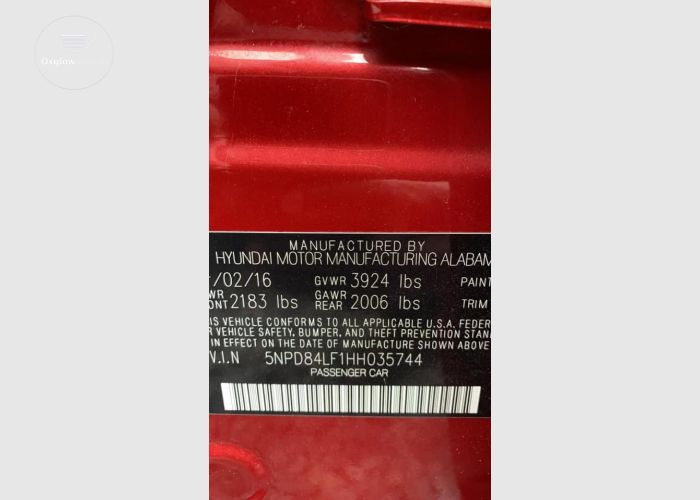 Oxglow
MANUFACTURED BY
HYUNDAI MOTOR MANUFACTURING ALABAM
/02/16 GVWR 3924 lbs PAINT
WR GAWR
ONT 2183 lbs REAR 2006 lbs TRIM
IS VEHICLE CONFORMS TO ALL APPLICABLE U.S.A. FEDER
R VEHICLE SAFETY, BUMPER, AND THEFT PREVENTION STAN
EFFECT ON THE DATE OF MANUFACTURE SHOWN ABOVE.
V.I.N 5NPD84LF1HH035744
PASSENGER CAR